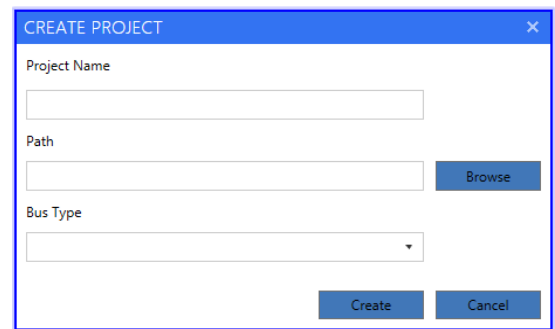 CREATE PROJECT
Project Name
Path
Browse
Bus Type
Create Cancel